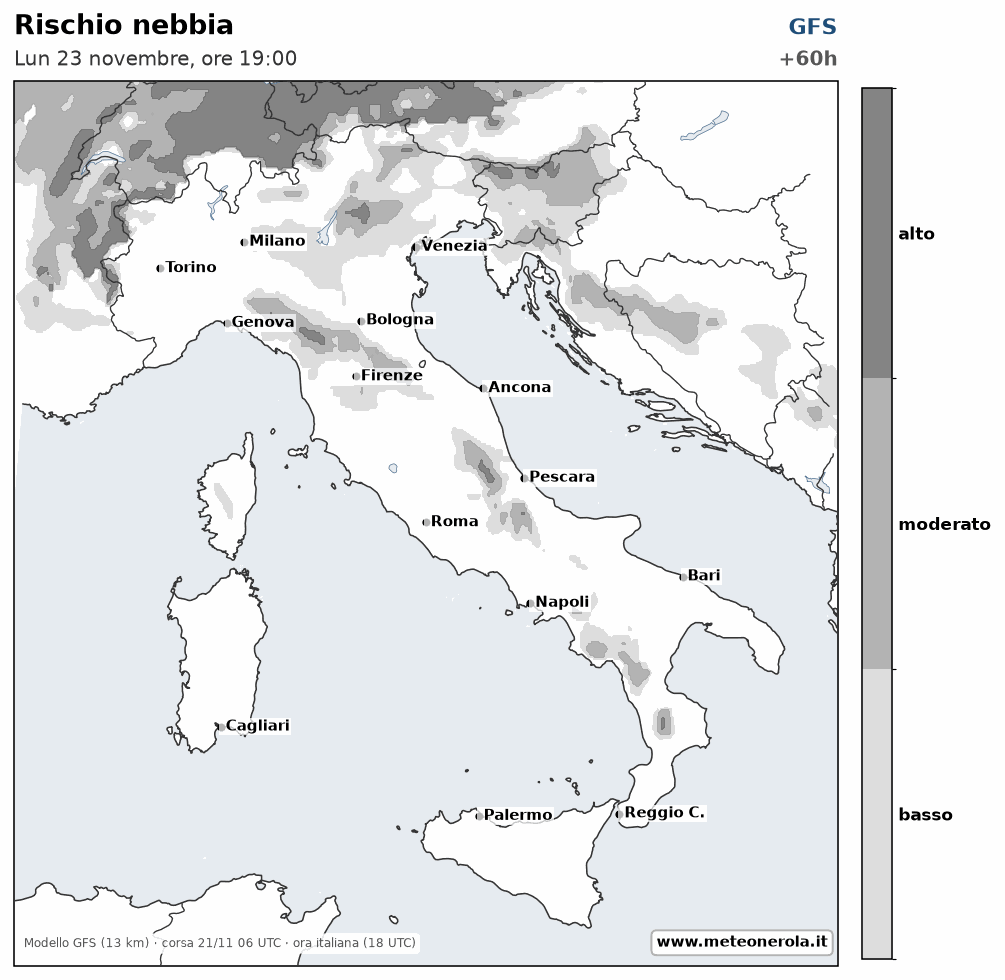 Rischio nebbia
GFS
Lun 23 novembre, ore 19:00
+60h
alto
moderato
basso
Milano
Venezia
Torino
Genova
Bologna
Firenze
Ancona
Pescara
Roma
Bari
Napoli
Cagliari
Palermo
Reggio C.
Modello GFS (13 km) · corsa 21/11 06 UTC · ora italiana (18 UTC)
www.meteonerola.it